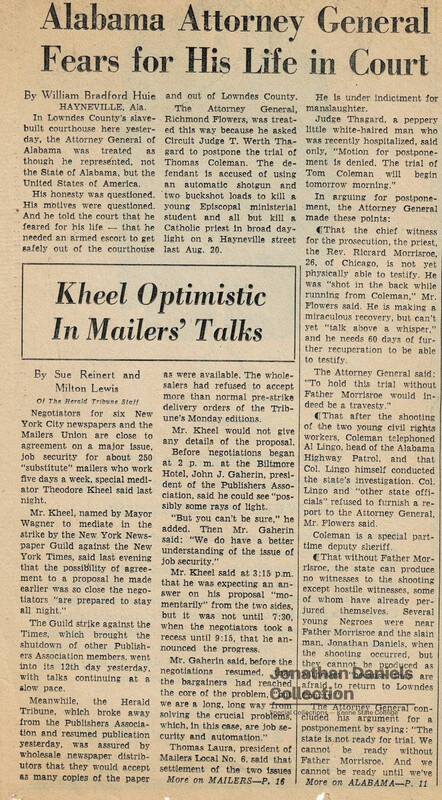 Alabama Attorney General
Fears for His Life in Court
By William Bradford Huie
HAYNEVILLE, Ala.
In Lowndes County's slave-
built courthouse here yester-
day, the Attorney General of
Alabama was treated as
though he represented, not
the State of Alabama, but the
United States of America.
His honesty was questioned.
His motives were questioned.
And he told the court that he
feared for his life — that he
needed an armed escort to get
safely out of the courthouse
and out of Lowndes County.
The Attorney General,
Richmond Flowers, was treat-
ed this way because he asked
Circuit Judge T. Werth Tha-
gard to postpone the trial of
Thomas Coleman. The de-
fendant is accused of using
an automatic shotgun and
two buckshot loads to kill a
young Episcopal ministerial
student and all but kill a
Catholic priest in broad day-
light on a Hayneville street
last Aug. 20.
He is under indictment for
manslaughter.
Judge Thagard, a peppery
little white-haired man who
was recently hospitalized, said
only, "Motion for postpone-
ment is denied. The trial of
Tom Coleman will begin
tomorrow morning."
In arguing for postpone-
ment, the Attorney General
made these points:
¶That the chief witness
for the prosecution, the priest,
the Rev. Ricrard Morrisroe,
26, of Chicago, is not yet
physically able to testify. He
was "shot in the back while
running from Coleman," Mr.
Flowers said. He is making a
miraculous recovery, but can't
yet "talk above a whisper,"
and he needs 60 days of fur-
ther recuperation to be able
to testify.
The Attorney General said:
"To hold this trial without
Father Morrisroe would in-
deed be a travesty."
¶That after the shooting
of the two young civil rights
workers, Coleman telephoned
Al Lingo, head of the Alabama
Highway Patrol, and that
Col. Lingo himself conducted
the state's investigation. Col.
Lingo and "other state offi-
cials" refused to furnish a re-
port to the Attorney General,
Mr. Flowers said.
Coleman is a special part-
time deputy sheriff.
¶That without Father Mor-
risroe, the state can produce
no witnesses to the shooting
except hostile witnesses, some
of whom have already per-
jured themselves. Several
young Negroes were near
Father Morrisroe and the slain
man, Jonathan Daniels, when
the shooting occurred, but
they cannot be produced as
afraid to return to Lowndes
The Attorney General con-
cluded his argument for a
postponement by saying: "The
state is not ready for trial. We
cannot be ready without
Father Morrisroe. And we
cannot be ready until we've
More on ALABAMA—P. 11
Kheel Optimistic
In Mailers' Talks
By Sue Reinert and
Milton Lewis
Of The Herald Tribune Staff
Negotiators for six New
York City newspapers and the
Mailers Union are close to
agreement on a major issue,
job security for about 250
"substitute" mailers who work
five days a week, special medi-
ator Theodore Kheel said last
night.
Mr. Kheel, named by Mayor
Wagner to mediate in the
strike by the New York News-
paper Guild against the New
York Times, said last evening
that the possibility of agree-
ment to a proposal he made
earlier was so close the nego-
tiators "are prepared to stay
all night."
The Guild strike against the
Times, which brought the
shutdown of other Publish-
ers Association members, went
into its 12th day yesterday,
with talks continuing at a
slow pace.
Meanwhile, the Herald
Tribune, which broke away
from the Publishers Associa-
tion and resumed publication
yesterday, was assured by
wholesale newspaper distribu-
tors that they would accept
as many copies of the paper
as were available. The whole-
salers had refused to accept
more than normal pre-strike
delivery orders of the Trib-
une's Monday editions.
Mr. Kheel would not give
any details of the proposal.
Before negotiations began
at 2 p. m. at the Biltmore
Hotel, John J. Gaherin, presi-
dent of the Publishers Asso-
ciation, said he could see "pos-
sibly some rays of light.
"But you can't be sure," he
added. Then Mr. Gaherin
said: "We do have a better
understanding of the issue of
job security."
Mr. Kheel said at 3:15 p.m.
that he was expecting an an-
swer on his proposal "mo-
mentarily" from the two sides,
but it was not until 7:30,
when the negotiators took a
recess until 9:15, that he an-
nounced the progress.
Mr. Gaherin said, before the
negotiations resumed, "
the bargainers had reached
the core of the problem,
we are a long, long way from
solving the crucial problems,
which, in this case, are job se-
curity and automation."
Thomas Laura, president of
Mailers Local No. 6, said that
settlement of the two issues
More on MAILERS—P. 16
Jonathan Daniels
Collection
Special Collections - Keene State College